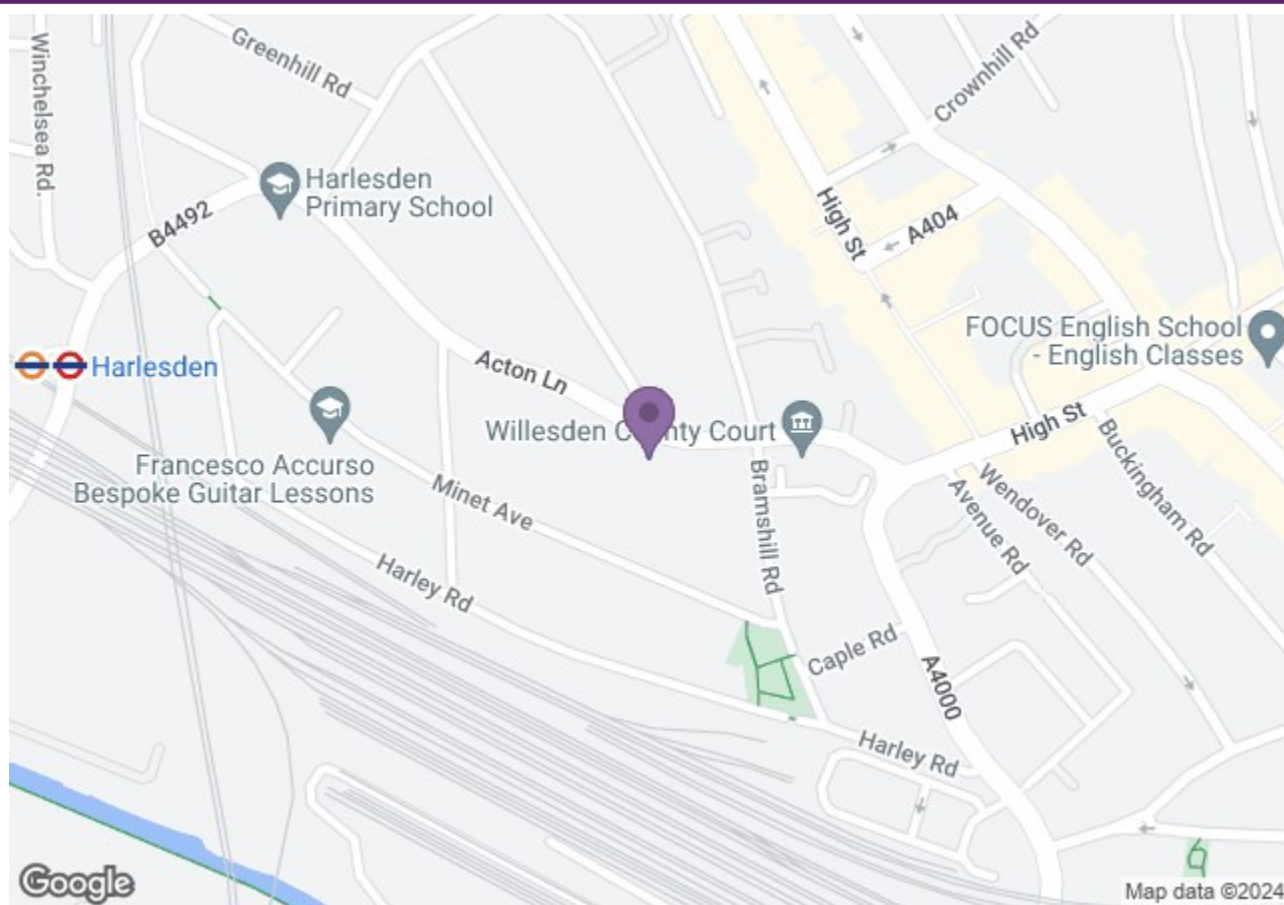 Winchelsea Rd.
Greenhill Rd
Crownhill Rd
Harlesden
Primary School
B4492
High St
A404
FOCUS English School
- English Classes
Harlesden
Acton Ln
Willesden C
nty Court
High St
Francesco Accurso
Bespoke Guitar Lessons
Minet Ave
Bramshill Rd
Avenue Rd
Wendover Rd
Buckingham Rd
Harley Rd
Caple Rd
A4000
Harley Rd
Google
Map data ©2024